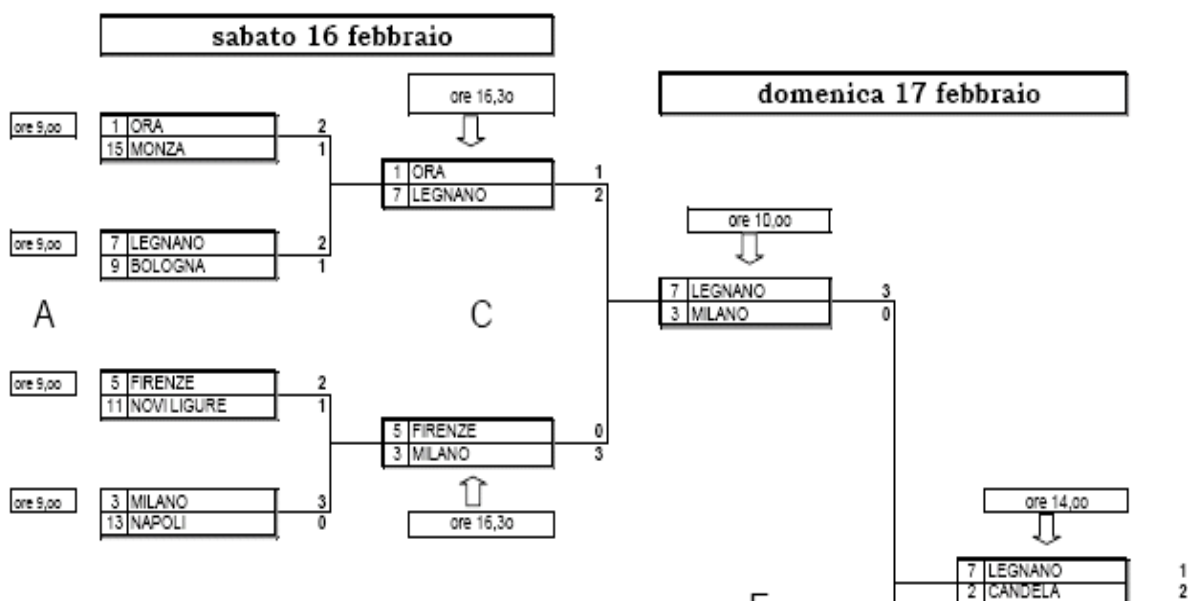 sabato 16 febbraio
ore 16,3o
domenica 17 febbraio
ore 9,oo
1 ORA 2
15 MONZA 1
1 ORA 1
7 LEGNANO 2
ore 10,oo
ore 9,oo
7 LEGNANO 2
9 BOLOGNA 1
7 LEGNANO 3
3 MILANO 0
A
C
ore 9,oo
5 FIRENZE 2
11 NOVI LIGURE 1
5 FIRENZE 0
3 MILANO 3
ore 9,oo
3 MILANO 3
13 NAPOLI 0
ore 16,3o
ore 14,oo
7 LEGNANO 1
2 CANDELA 2